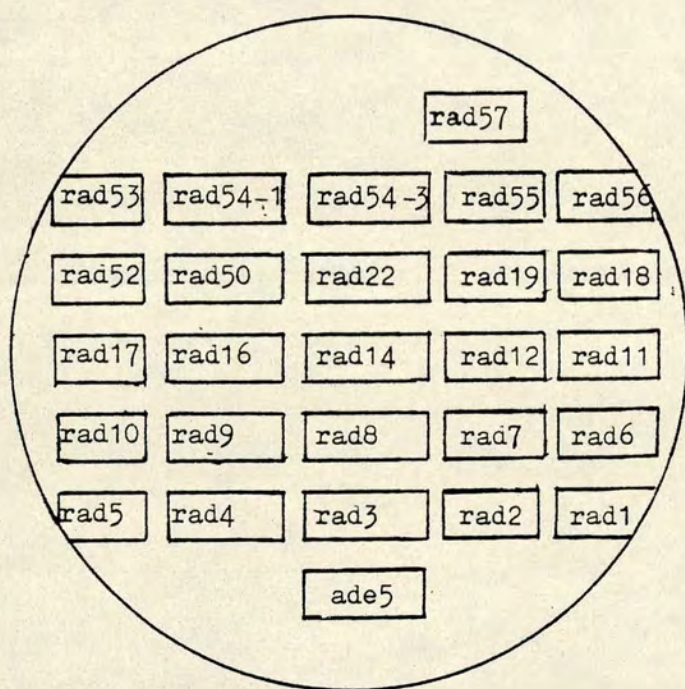 rad57
rad53 rad54-1 rad54-3 rad55 rad56
rad52 rad50 rad22 rad19 rad18
rad17 rad16 rad14 rad12 rad11
rad10 rad9 rad8 rad7 rad6
rad5 rad4 rad3 rad2 rad1
ade5